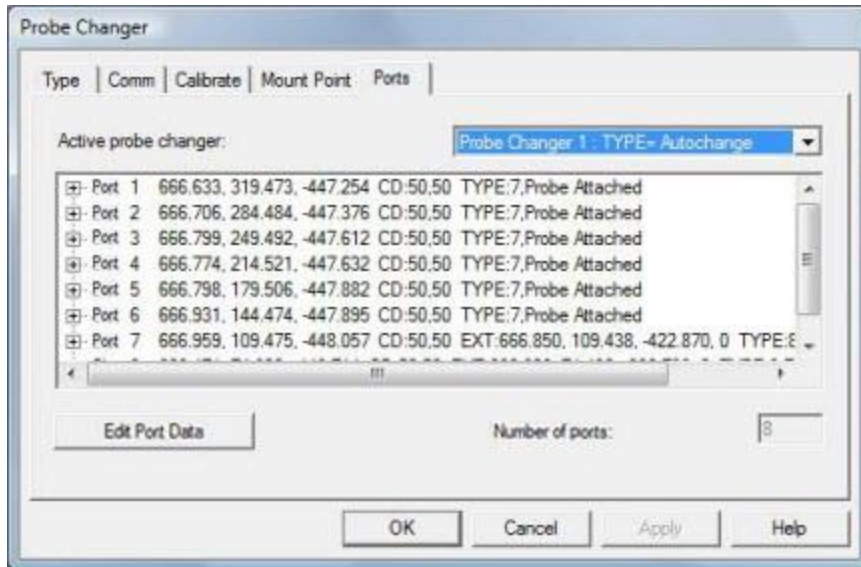 Probe Changer
Type Comm Calibrate Mount Point Ports
Active probe changer: Probe Changer 1 : TYPE= Autochange
Port 1 666.633, 319.473, -447.254 CD:50,50 TYPE:7,Probe Attached
Port 2 666.706, 284.484, -447.376 CD:50,50 TYPE:7,Probe Attached
Port 3 666.799, 249.492, -447.612 CD:50,50 TYPE:7,Probe Attached
Port 4 666.774, 214.521, -447.632 CD:50,50 TYPE:7,Probe Attached
Port 5 666.798, 179.506, -447.882 CD:50,50 TYPE:7,Probe Attached
Port 6 666.931, 144.474, -447.895 CD:50,50 TYPE:7,Probe Attached
Port 7 666.959, 109.475, -448.057 CD:50,50 EXT:666.850, 109.438, -422.870, 0 TYPE:8
Edit Port Data Number of ports: 8
OK Cancel Apply Help